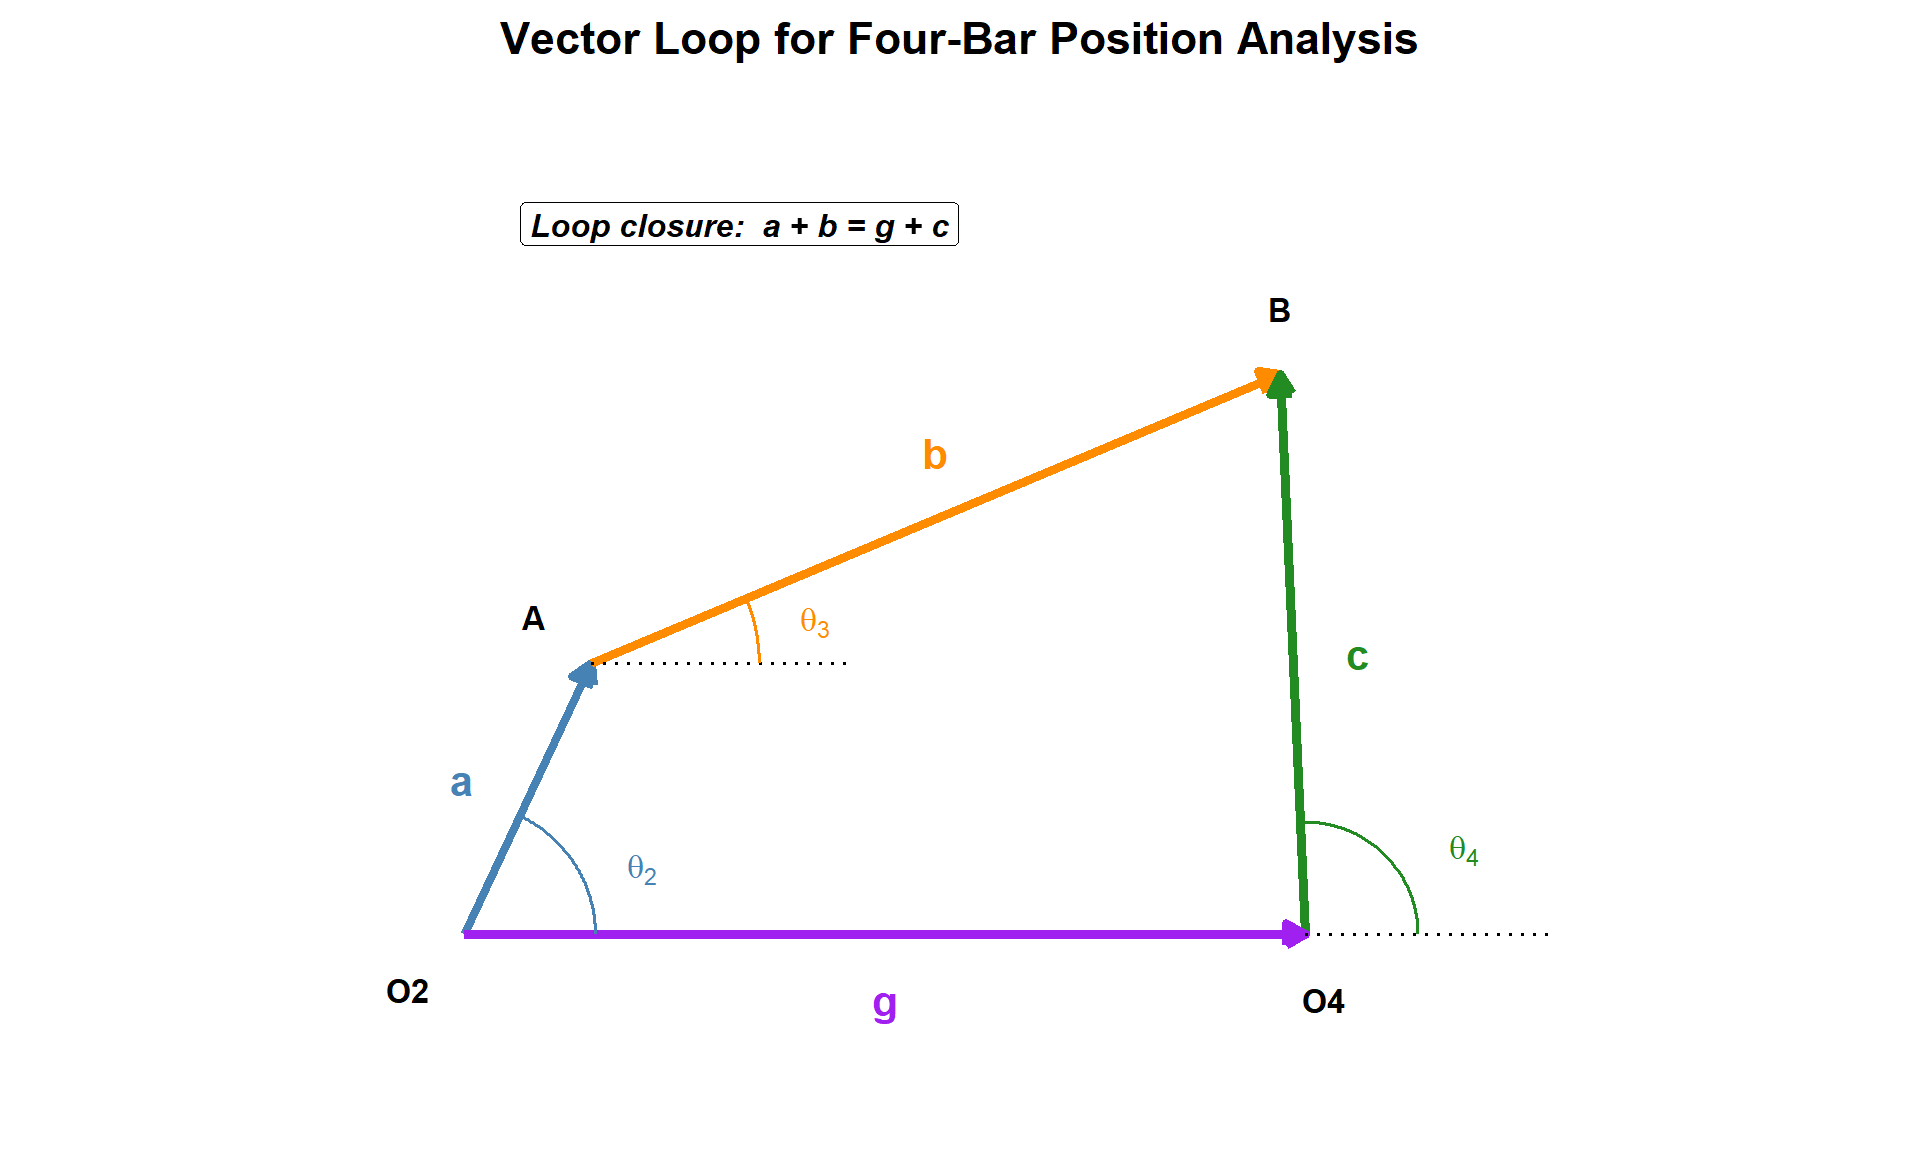 Vector Loop for Four-Bar Position Analysis
Loop closure:  a + b = g + c
B
b
A
θ3
c
a
θ4
θ2
O2
g
O4